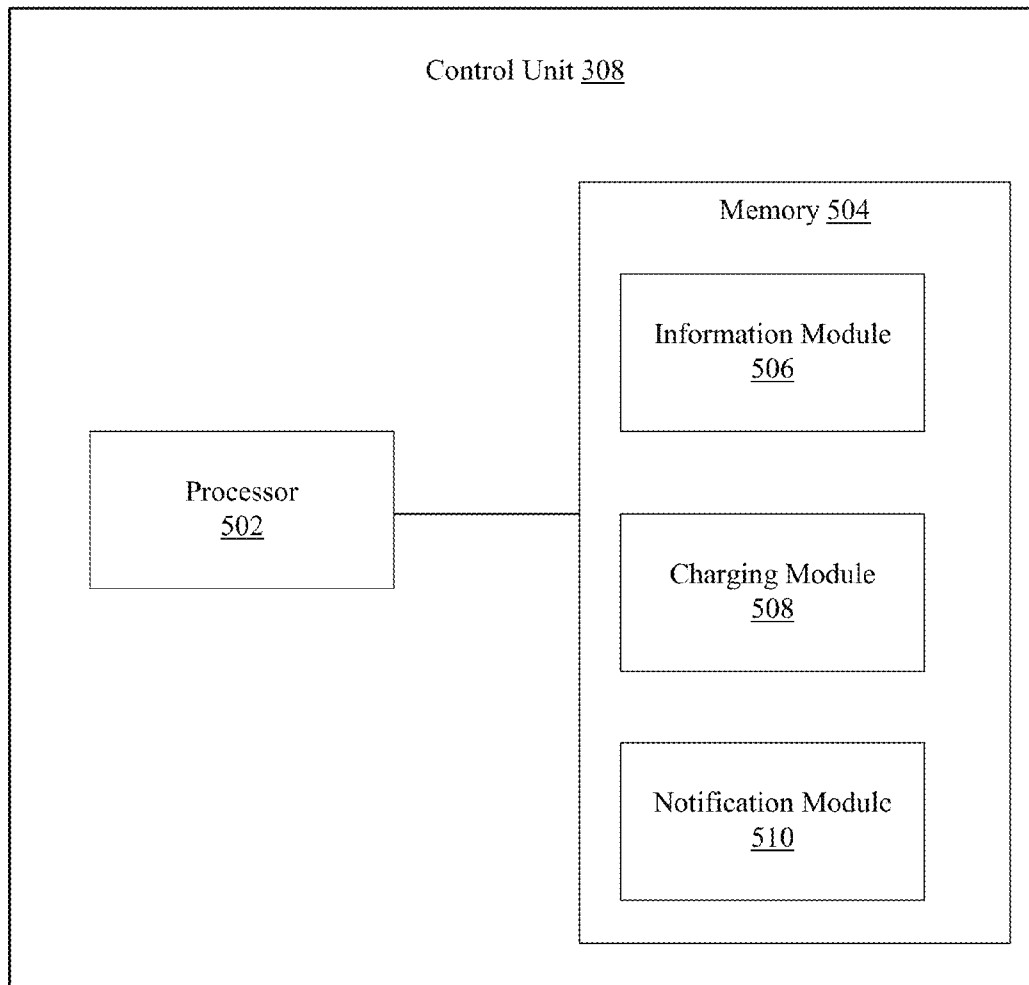 Control Unit 308
Memory 504
Information Module
506
Processor
502
Charging Module
508
Notification Module
510